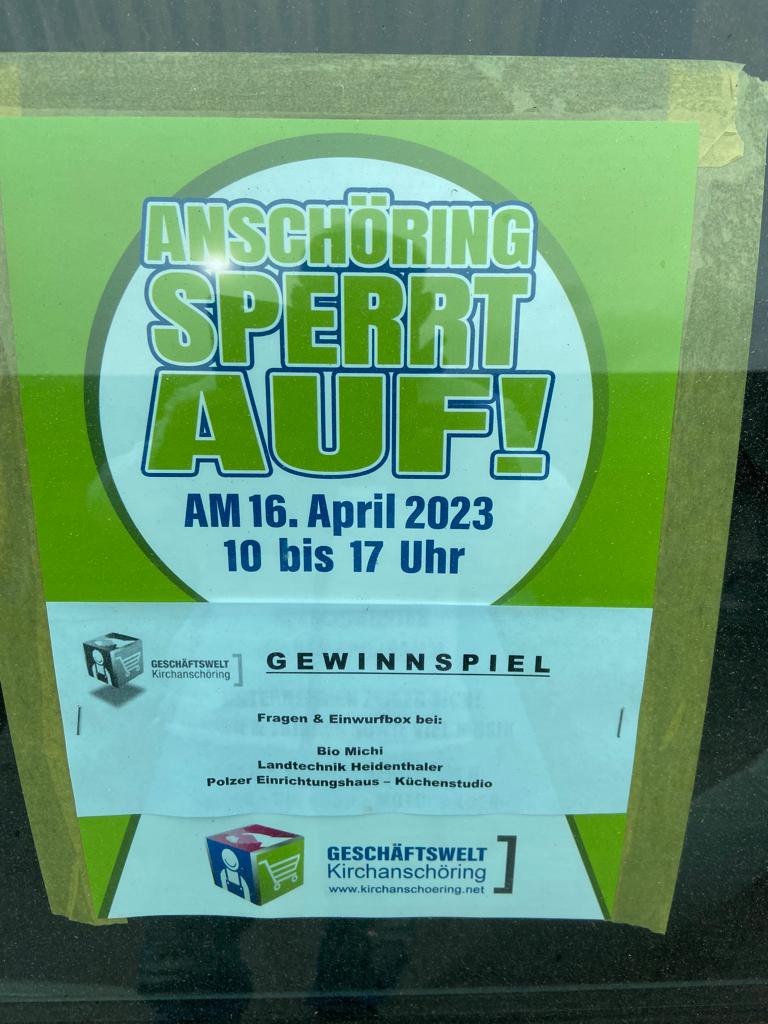 ANSCHÖRING
SPERRT
AUF!
AM 16. April 2023
10 bis 17 Uhr
GESCHÄFTSWELT
Kirchanschöring
GEWINNSPIEL
Fragen & Einwurfbox bei:
Bio Michi
Landtechnik Heidenthaler
Polzer Einrichtungshaus – Küchenstudio
GESCHÄFTSWELT
Kirchanschöring
www.kirchanschoering.net